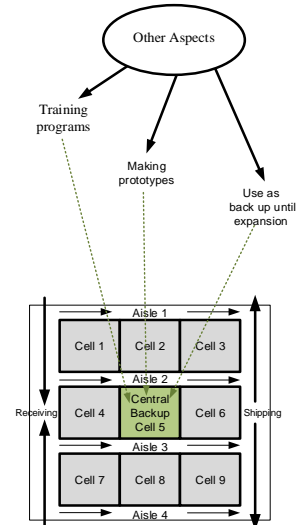 Other Aspects
Training
programs
Making
prototypes
Use as
back up until
expansion
Aisle 1
Cell 1
Cell 2
Cell 3
Aisle 2
Receiving
Cell 4
Central
Backup
Cell 5
Cell 6
Shipping
Aisle 3
Cell 7
Cell 8
Cell 9
Aisle 4